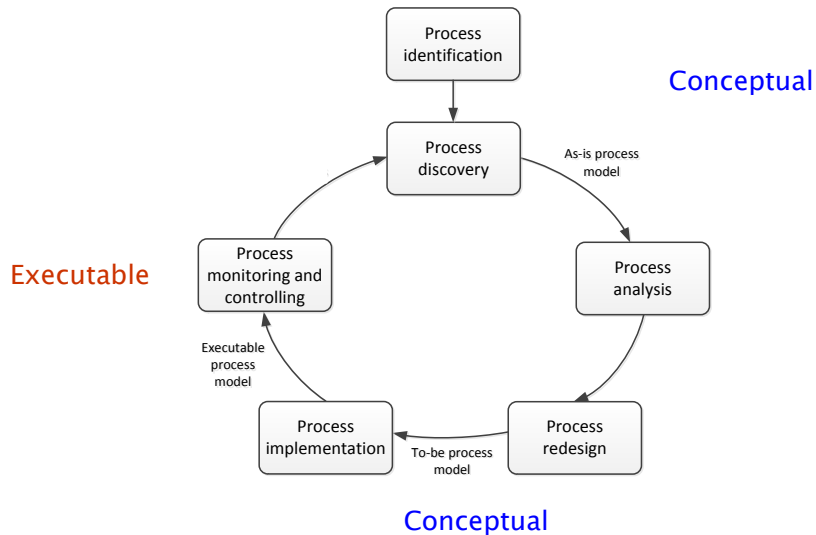 Process
identification
Conceptual
Process
discovery
As-is process
model
Process
monitoring and
controlling
Executable
Process
analysis
Executable
process
model
Process
implementation
To-be process
model
Process
redesign
Conceptual